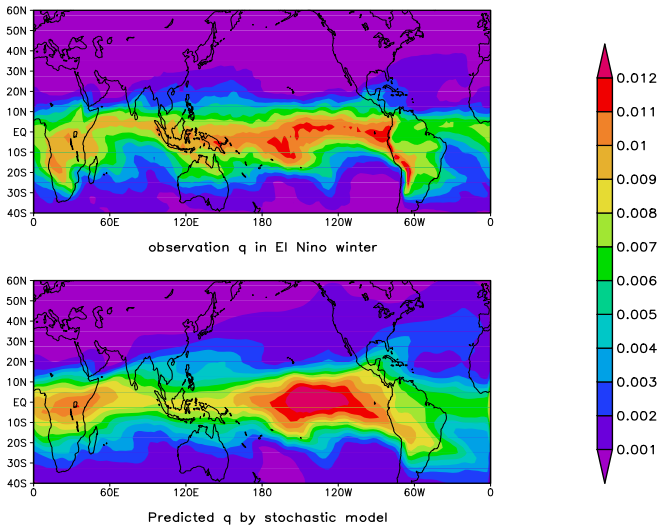 60N
50N
40N
30N
20N
10N
EQ
10S
20S
30S
40S
0 60E 120E 180 120W 60W 0
observation q in El Nino winter
60N
50N
40N
30N
20N
10N
EQ
10S
20S
30S
40S
0 60E 120E 180 120W 60W 0
Predicted q by stochastic model
0.012
0.011
0.01
0.009
0.008
0.007
0.006
0.005
0.004
0.003
0.002
0.001